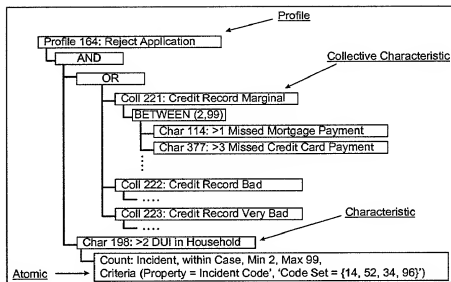 Profile
Profile 164: Reject Application
AND
Collective Characteristic
OR
Coll 221: Credit Record Marginal
BETWEEN (2,99)
Char 114: >1 Missed Mortgage Payment
Char 377: >3 Missed Credit Card Payment
Coll 222: Credit Record Bad
....
Coll 223: Credit Record Very Bad
....
Characteristic
Char 198: >2 DUI in Household
Count: Incident, within Case, Min 2, Max 99,
Atomic
Criteria (Property = Incident Code', 'Code Set = {14, 52, 34, 96}'